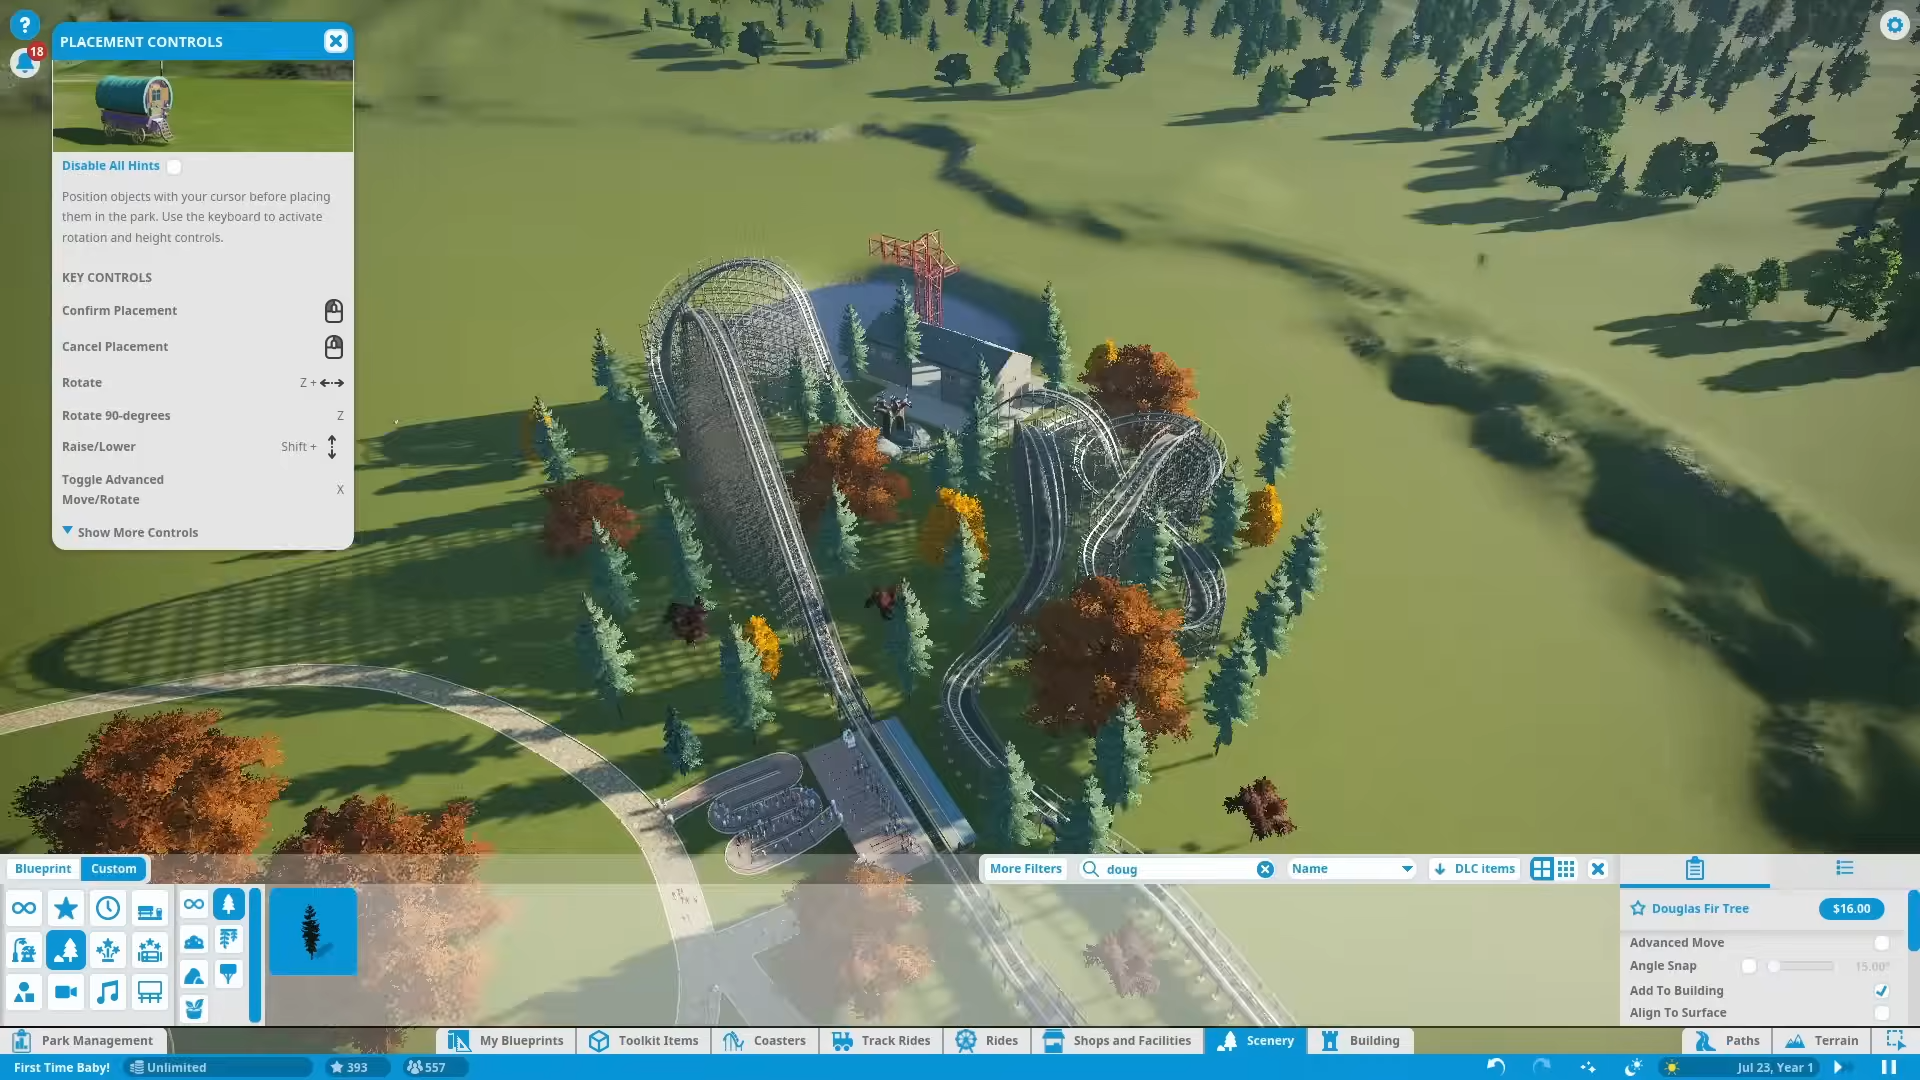 ?
18
PLACEMENT CONTROLS
Disable All Hints
Position objects with your cursor before placing
them in the park. Use the keyboard to activate
rotation and height controls.
KEY CONTROLS
Confirm Placement
Cancel Placement
Rotate Z +
Rotate 90-degrees Z
Raise/Lower Shift +
Toggle Advanced
Move/Rotate X
Show More Controls
Blueprint Custom
More Filters doug Name DLC items
Douglas Fir Tree $16.00
Advanced Move
Angle Snap 15.00°
Add To Building
Align To Surface
Park Management My Blueprints Toolkit Items Coasters Track Rides Rides Shops and Facilities Scenery Building Paths Terrain
First Time Baby! Unlimited 393 557 Jul 23, Year 1